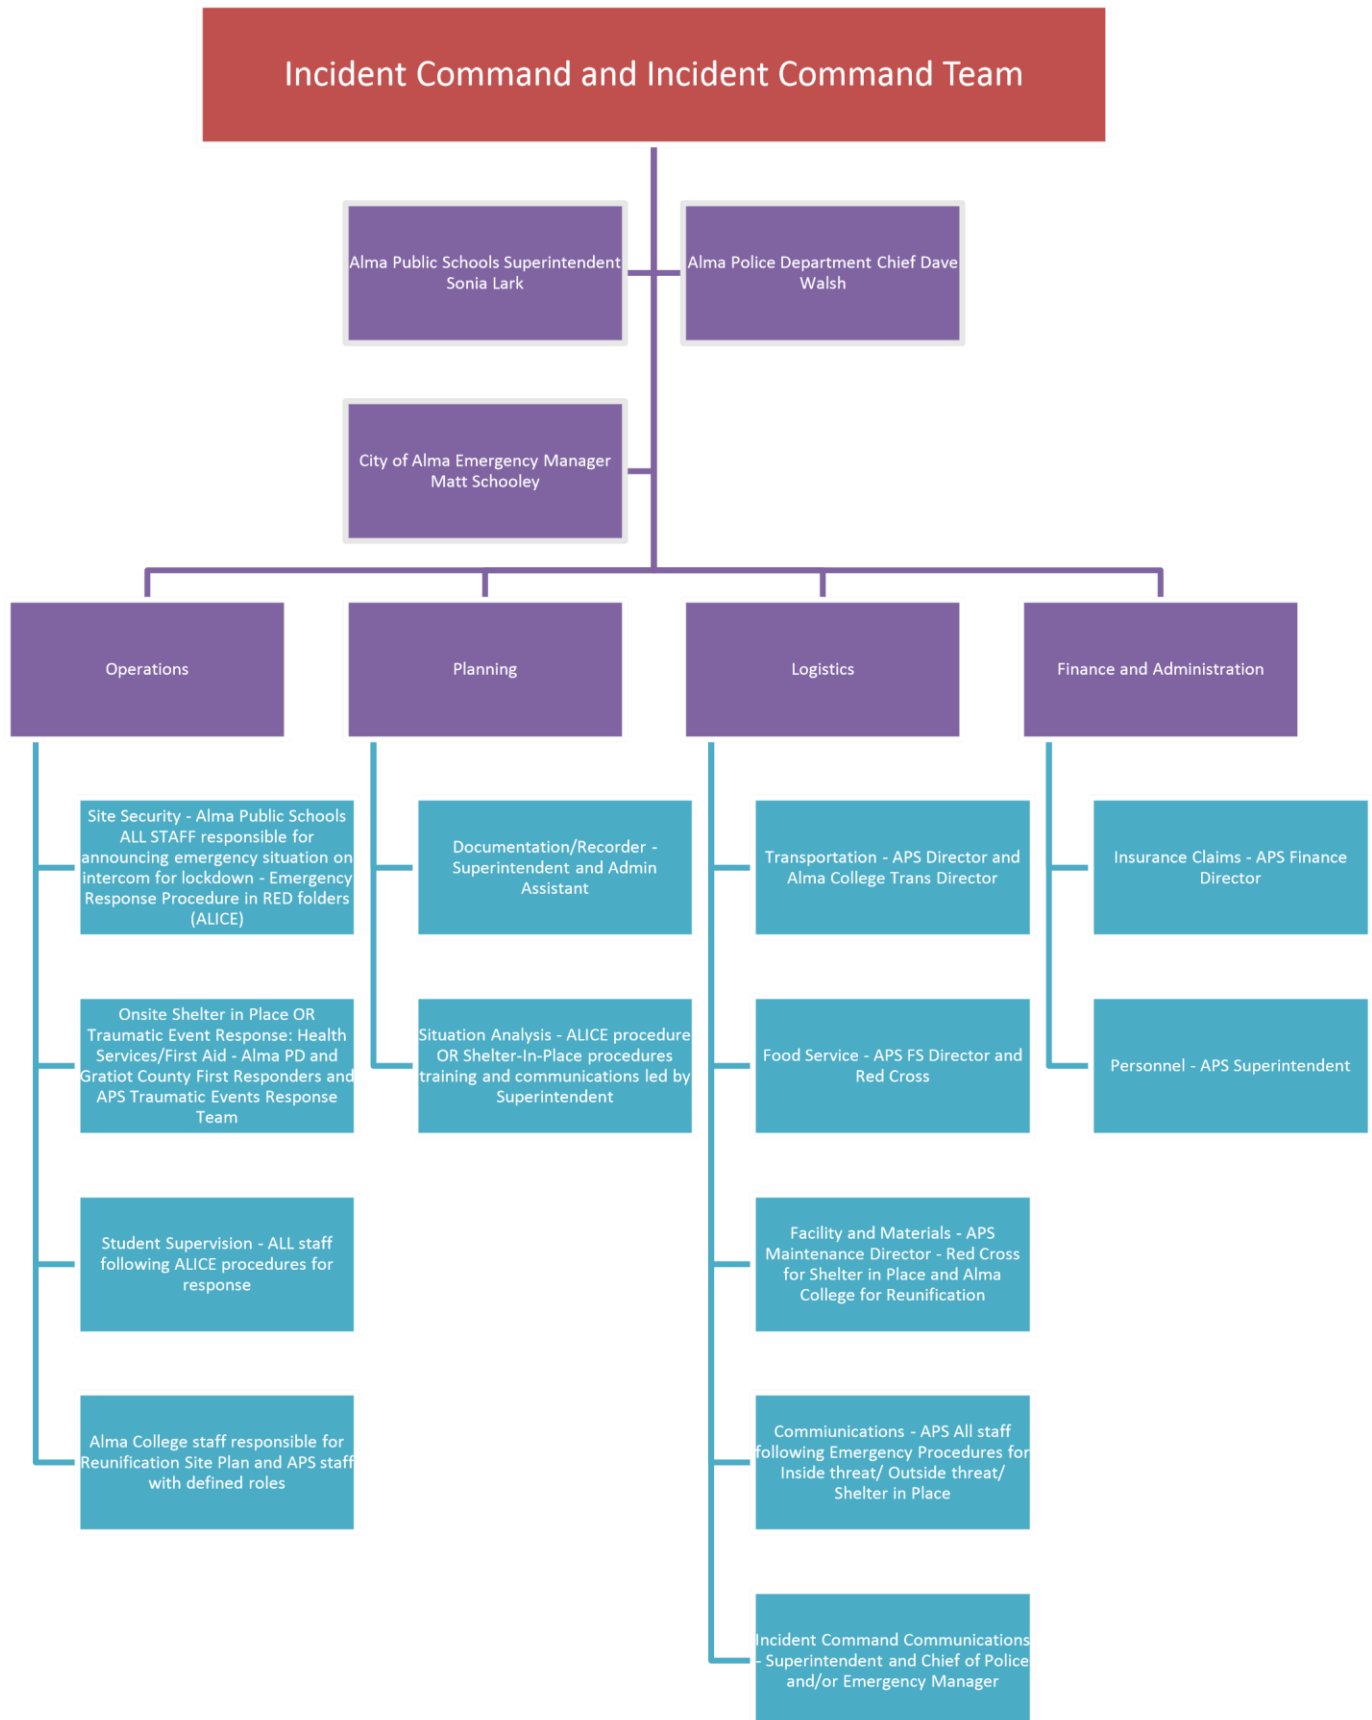 Incident Command and Incident Command Team
Alma Public Schools Superintendent
Sonia Lark
Alma Police Department Chief Dave
Walsh
City of Alma Emergency Manager
Matt Schooley
Operations
Planning
Logistics
Finance and Administration
Site Security - Alma Public Schools
ALL STAFF responsible for
announcing emergency situation on
intercom for lockdown - Emergency
Response Procedure in RED folders
(ALICE)
Documentation/Recorder -
Superintendent and Admin
Assistant
Transportation - APS Director and
Alma College Trans Director
Insurance Claims - APS Finance
Director
Onsite Shelter in Place OR
Traumatic Event Response: Health
Services/First Aid - Alma PD and
Gratiot County First Responders and
APS Traumatic Events Response
Team
Situation Analysis - ALICE procedure
OR Shelter-In-Place procedures
training and communications led by
Superintendent
Food Service - APS FS Director and
Red Cross
Personnel - APS Superintendent
Student Supervision - ALL staff
following ALICE procedures for
response
Facility and Materials - APS
Maintenance Director - Red Cross
for Shelter in Place and Alma
College for Reunification
Alma College staff responsible for
Reunification Site Plan and APS staff
with defined roles
Commiunications - APS All staff
following Emergency Procedures for
Inside threat/ Outside threat/
Shelter in Place
Incident Command Communications
- Superintendent and Chief of Police
and/or Emergency Manager